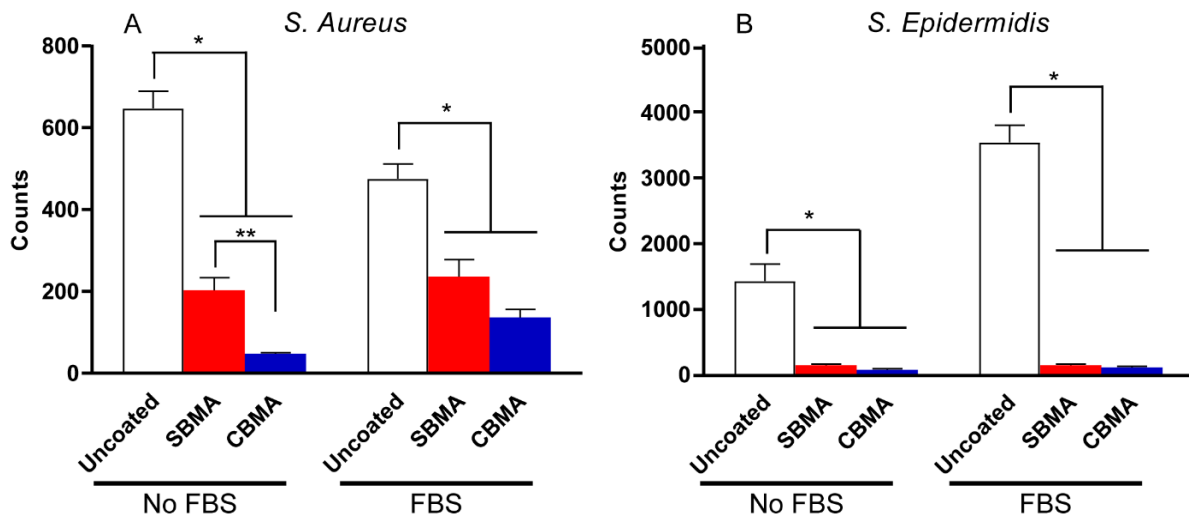 A
S. Aureus
Counts
800
600
400
200
0
*
**
*
Uncoated
SBMA
CBMA
Uncoated
SBMA
CBMA
No FBS
FBS
B
S. Epidermidis
Counts
5000
4000
3000
2000
1000
0
*
*
Uncoated
SBMA
CBMA
Uncoated
SBMA
CBMA
No FBS
FBS